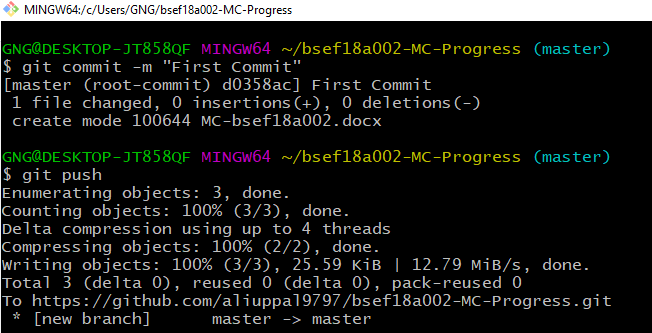 MINGW64:/c/Users/GNG/bsef18a002-MC-Progress
GNG@DESKTOP-JT858QF MINGW64 ~/bsef18a002-MC-Progress (master)
$ git commit -m "First Commit"
[master (root-commit) d0358ac] First Commit
 1 file changed, 0 insertions(+), 0 deletions(-)
 create mode 100644 MC-bsef18a002.docx
GNG@DESKTOP-JT858QF MINGW64 ~/bsef18a002-MC-Progress (master)
$ git push
Enumerating objects: 3, done.
Counting objects: 100% (3/3), done.
Delta compression using up to 4 threads
Compressing objects: 100% (2/2), done.
Writing objects: 100% (3/3), 25.59 KiB | 12.79 MiB/s, done.
Total 3 (delta 0), reused 0 (delta 0), pack-reused 0
To https://github.com/aliuppal9797/bsef18a002-MC-Progress.git
 * [new branch]      master -> master